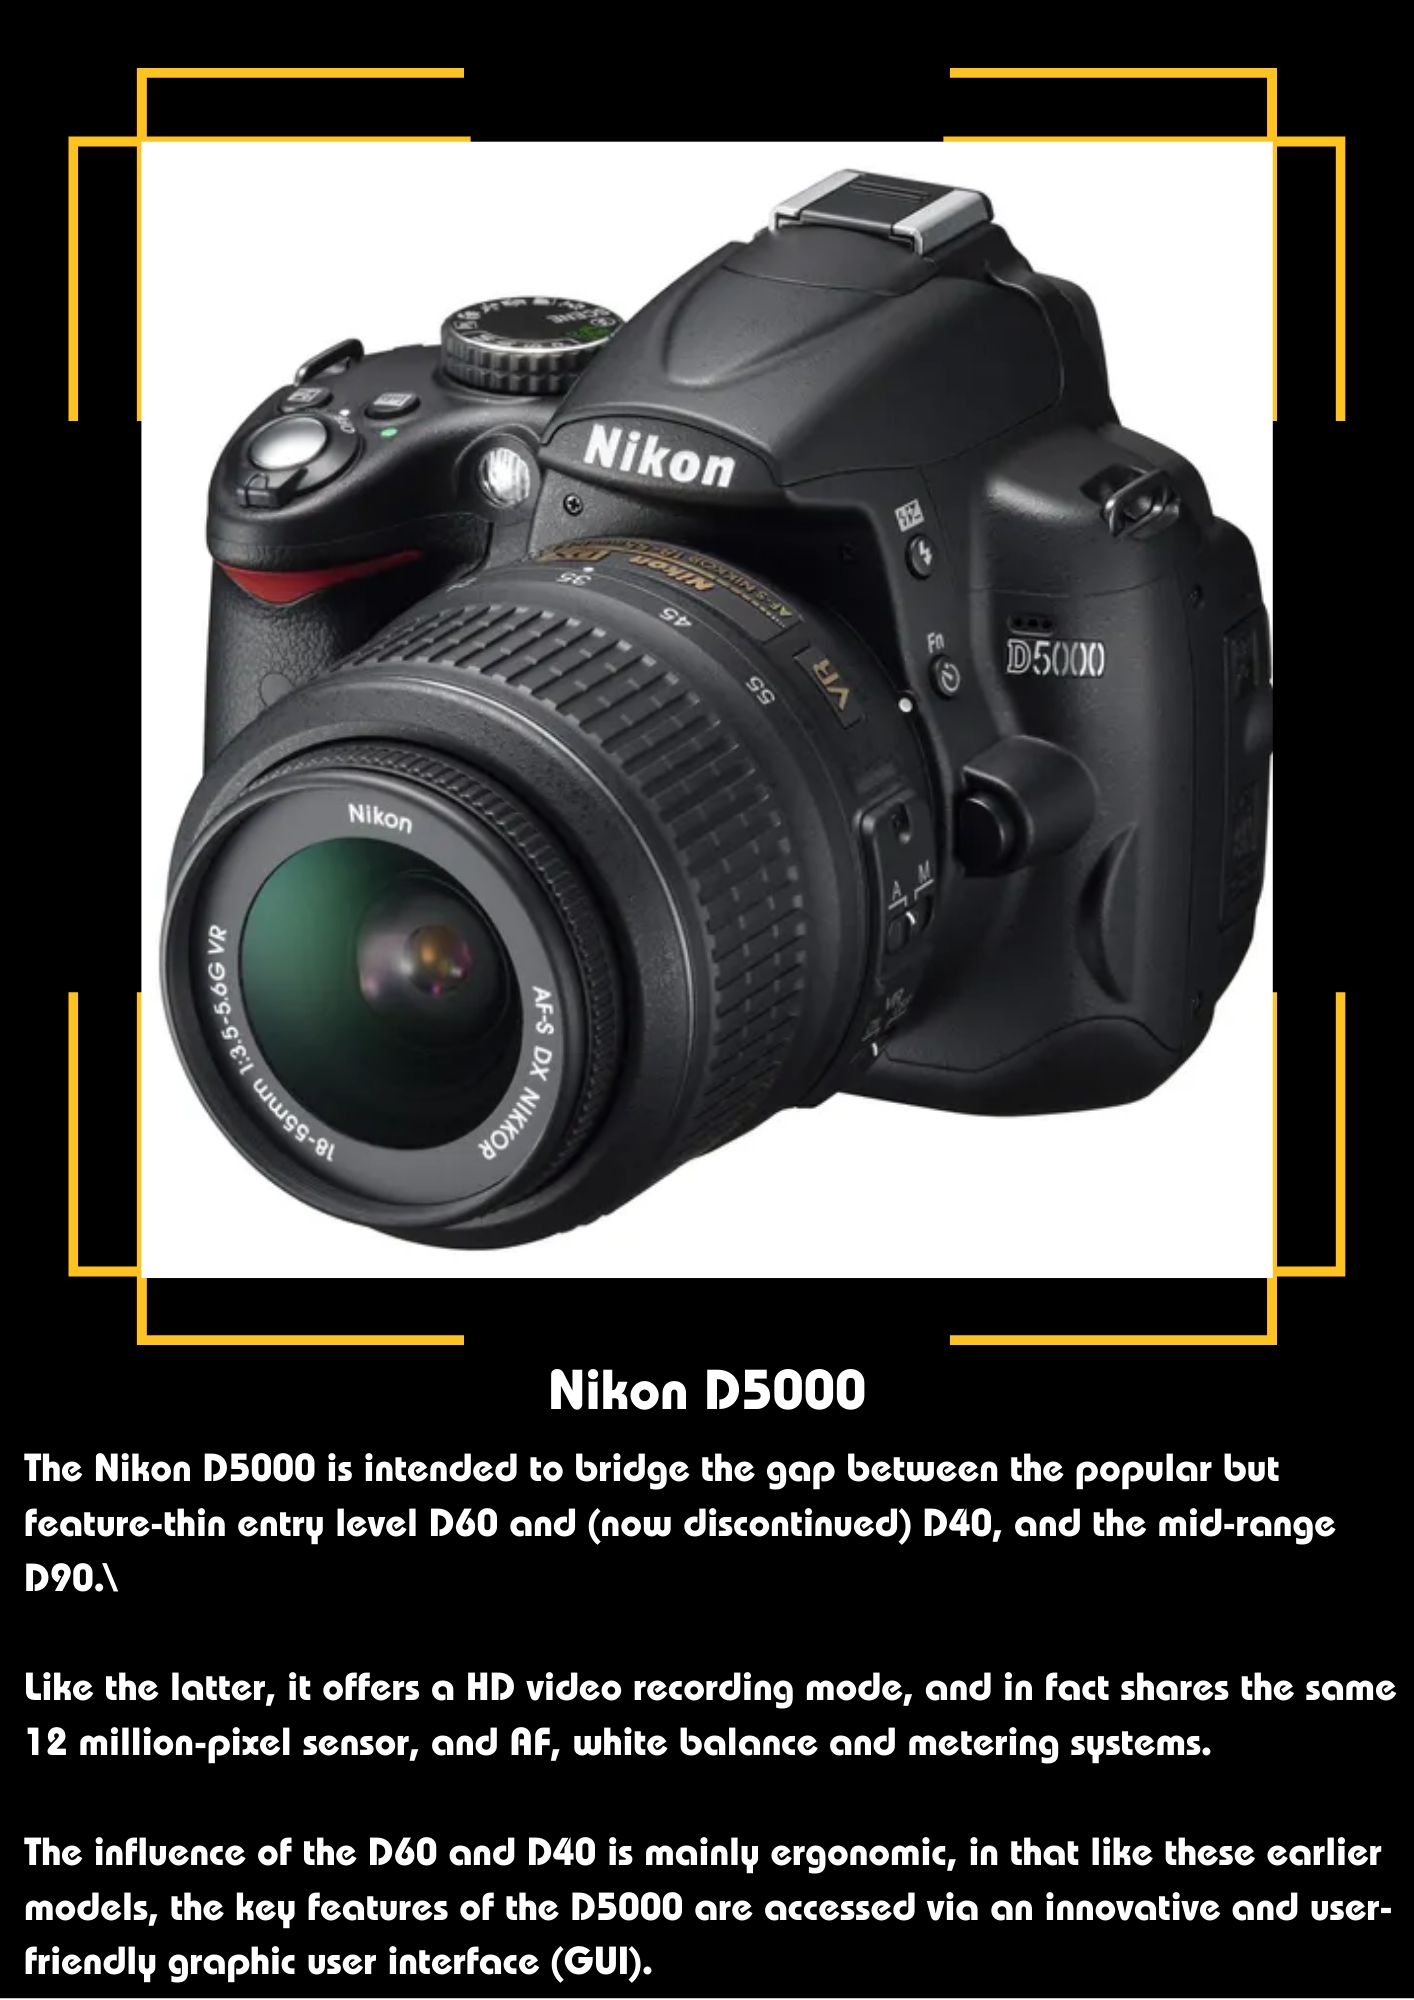 SCENE
Nikon
35
45
55
VR
Fn
D5000
Nikon
A M
18-55mm 1:3.5-5.6G VR
AF-S DX NIKKOR
Nikon D5000
The Nikon D5000 is intended to bridge the gap between the popular but
feature-thin entry level D60 and (now discontinued) D40, and the mid-range
D90.\
Like the latter, it offers a HD video recording mode, and in fact shares the same
12 million-pixel sensor, and AF, white balance and metering systems.
The influence of the D60 and D40 is mainly ergonomic, in that like these earlier
models, the key features of the D5000 are accessed via an innovative and user-
friendly graphic user interface (GUI).